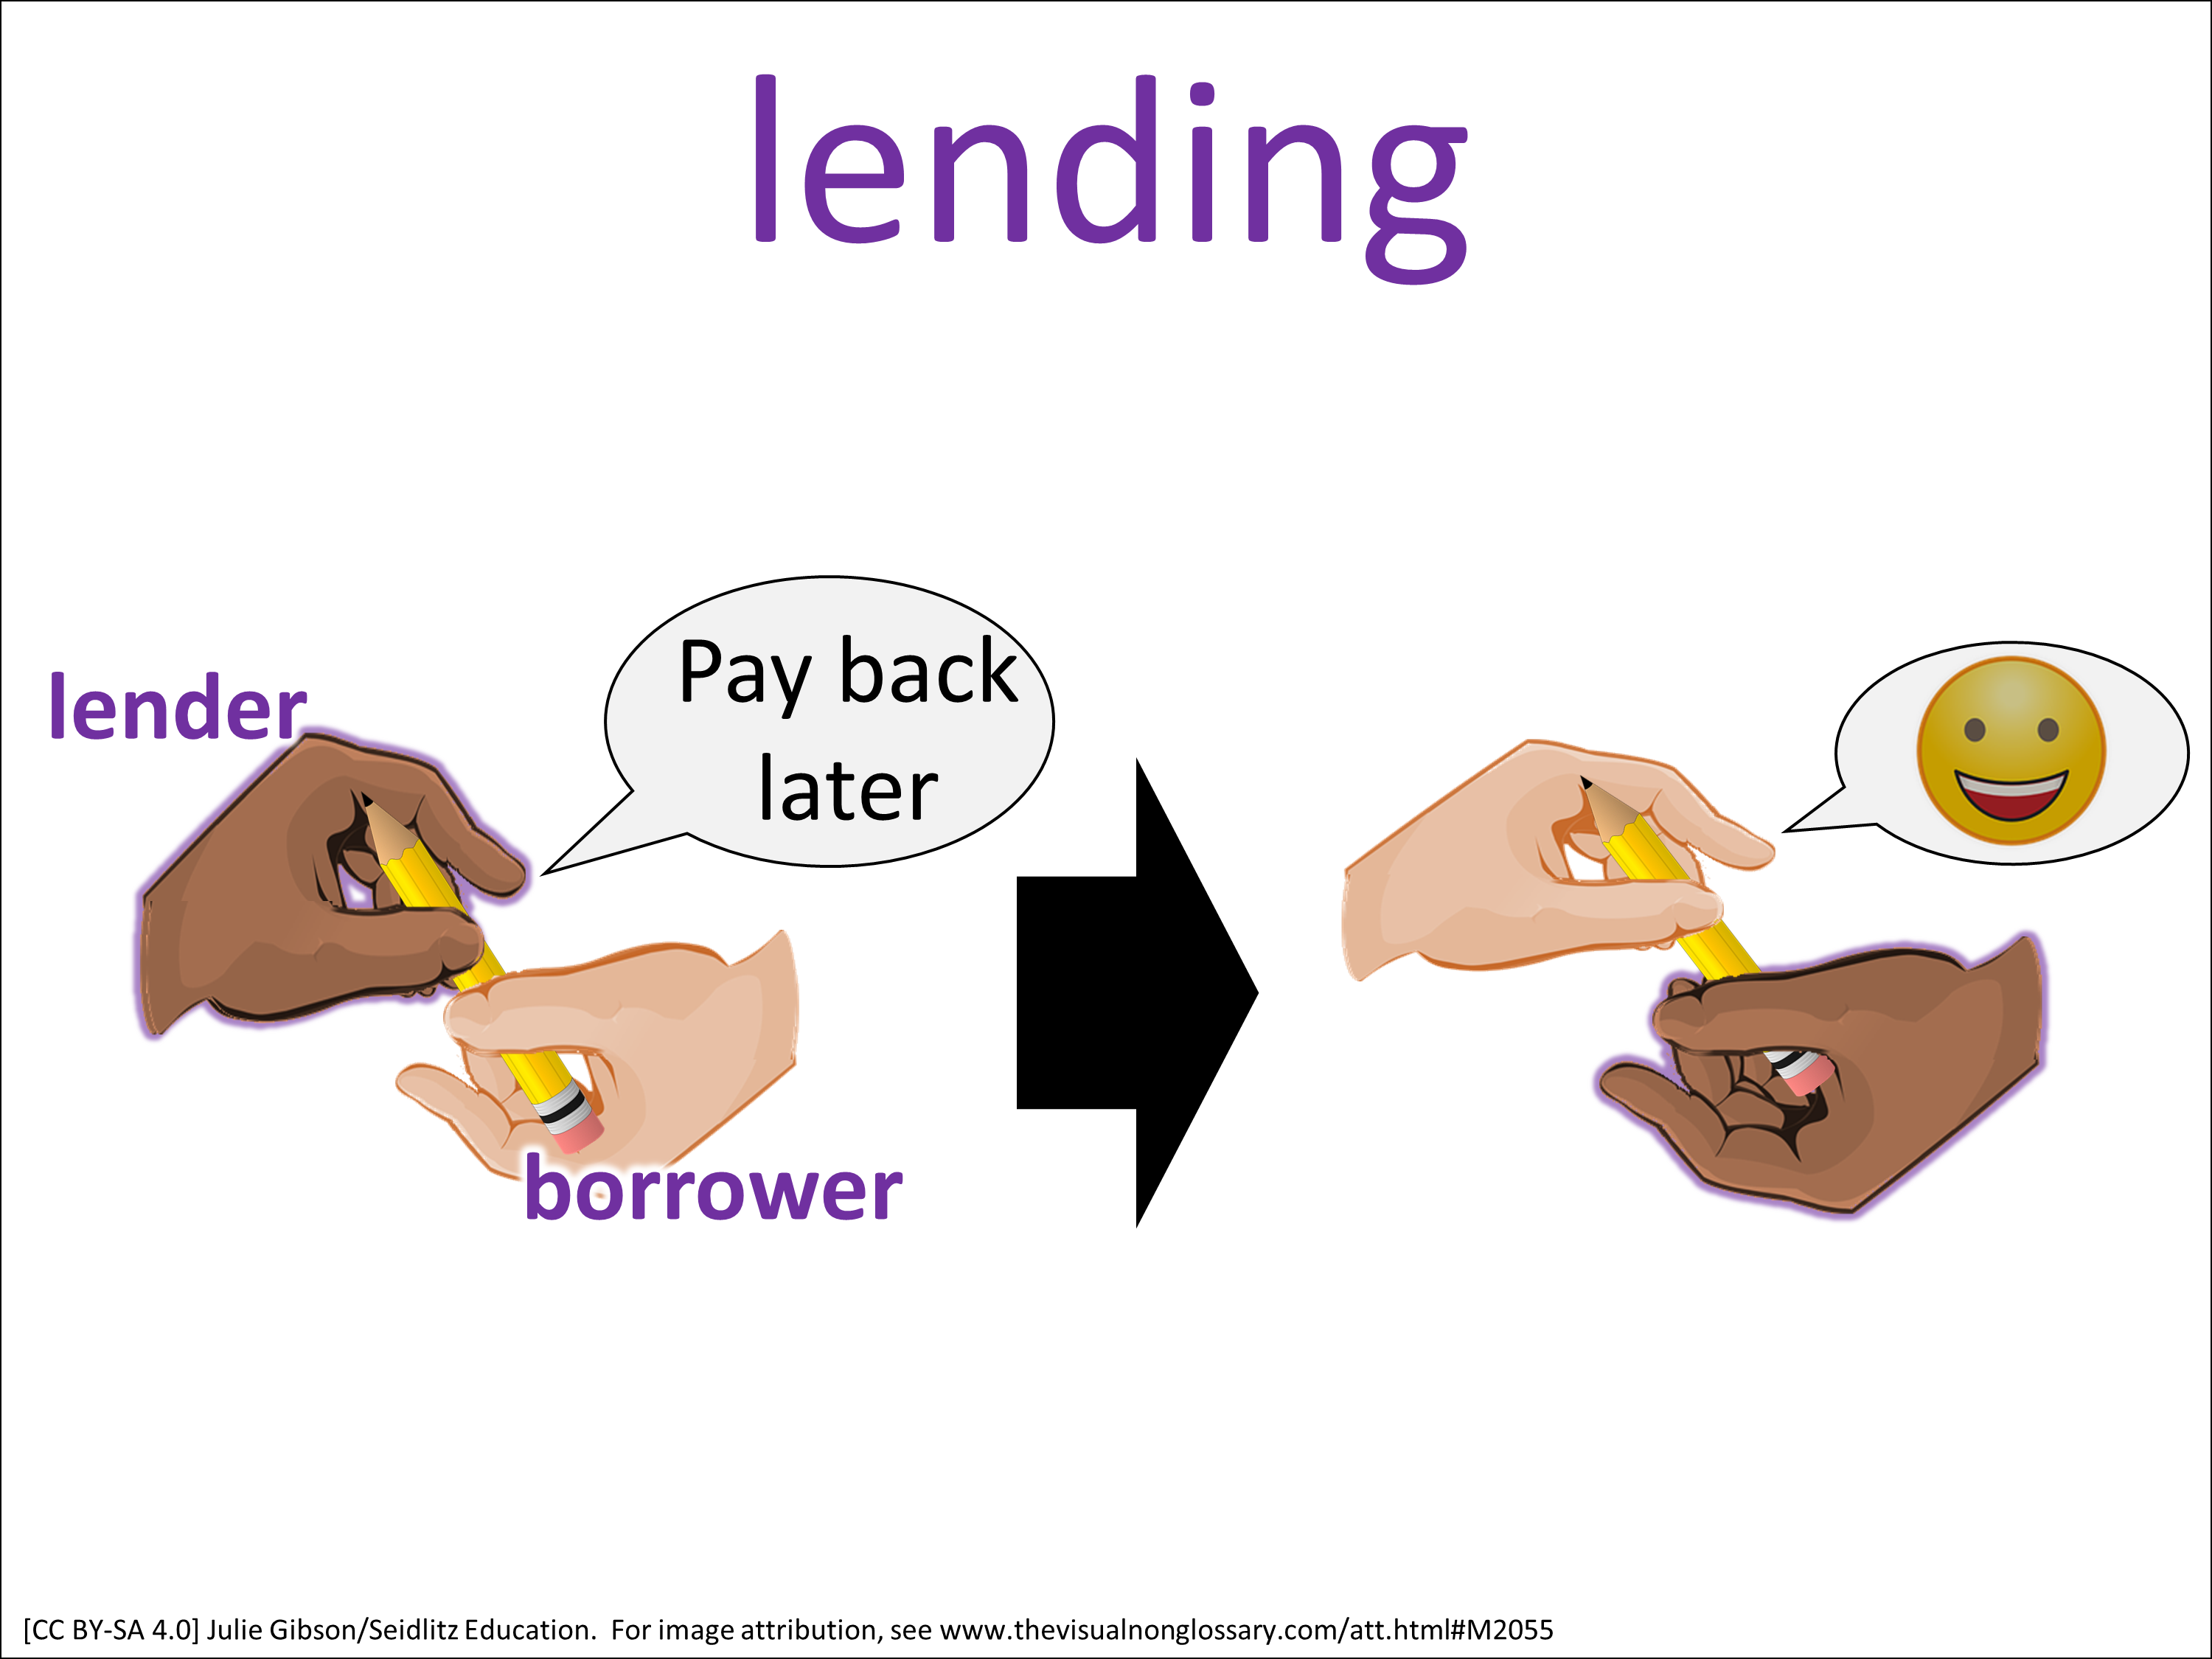 lending
lender
Pay back
later
borrower
[CC BY-SA 4.0] Julie Gibson/Seidlitz Education.  For image attribution, see www.thevisualnonglossary.com/att.html#M2055